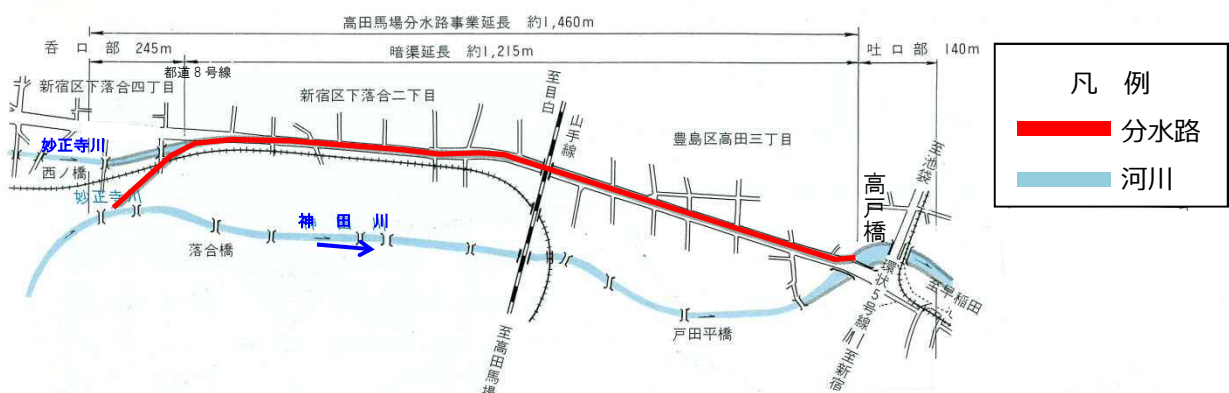 高田馬場分水路事業延長 約1,460m
呑口部 245m
暗渠延長 約1,215m
吐口部 140m
都道8号線
新宿区下落合四丁目
新宿区下落合二下目
至目白
山手線
豊島区高田三丁目
至池袋
高戸橋
妙正寺川
西ノ橋
妙正寺川
神田川
落合橋
戸田平橋
環状5号線
至早稲田
至新宿
至高田馬場
凡 例
分水路
河川